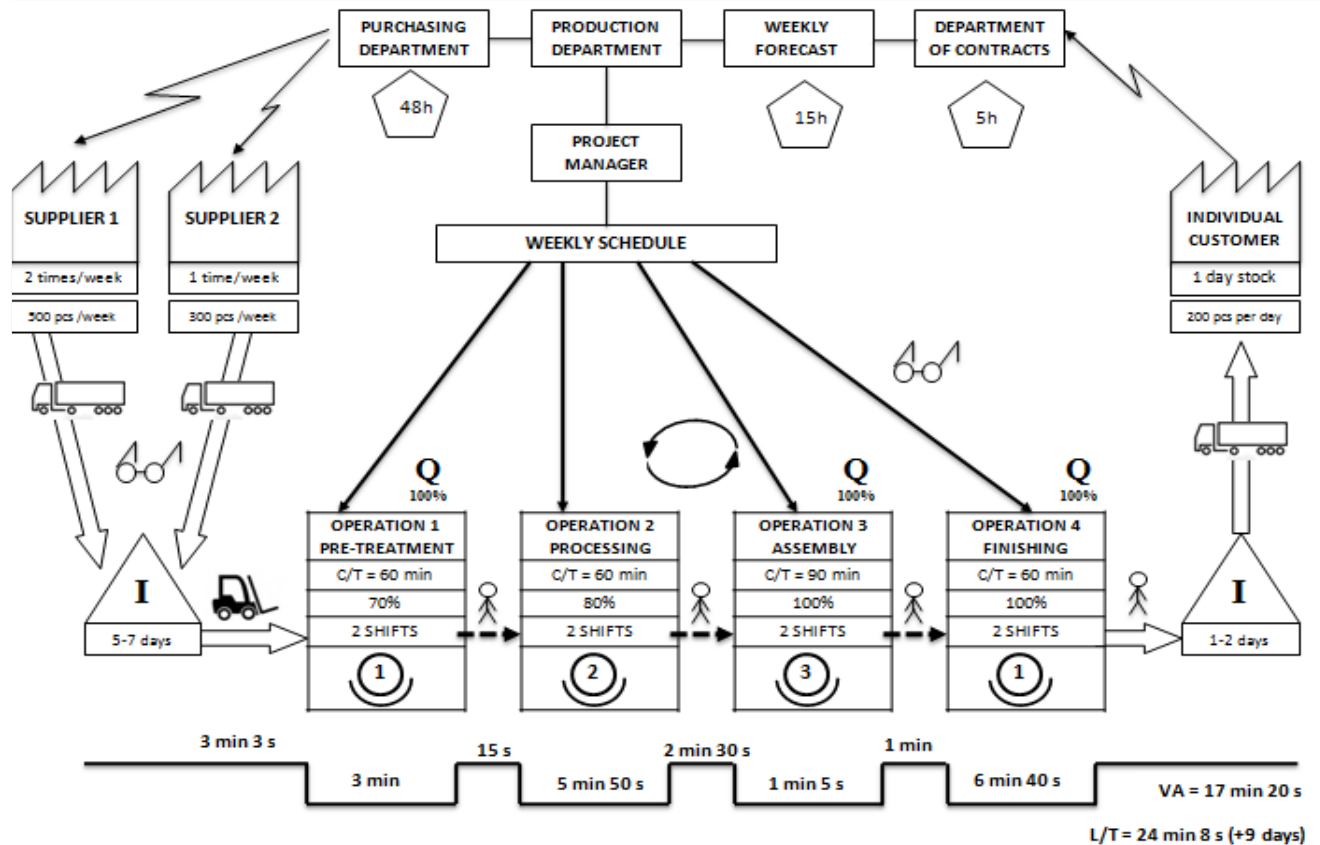 PURCHASING
DEPARTMENT
PRODUCTION
DEPARTMENT
WEEKLY
FORECAST
DEPARTMENT
OF CONTRACTS
48h
15h
5h
PROJECT
MANAGER
SUPPLIER 1
SUPPLIER 2
INDIVIDUAL
CUSTOMER
WEEKLY SCHEDULE
2 times/week
1 time/week
1 day stock
500 pcs /week
300 pcs /week
200 pcs per day
Q
100%
Q
100%
Q
100%
OPERATION 1
PRE-TREATMENT
C/T = 60 min
70%
2 SHIFTS
1
OPERATION 2
PROCESSING
C/T = 60 min
80%
2 SHIFTS
2
OPERATION 3
ASSEMBLY
C/T = 90 min
100%
2 SHIFTS
3
OPERATION 4
FINISHING
C/T = 60 min
100%
2 SHIFTS
1
I
5-7 days
I
1-2 days
3 min 3 s
15 s
2 min 30 s
1 min
3 min
5 min 50 s
1 min 5 s
6 min 40 s
VA = 17 min 20 s
L/T = 24 min 8 s (+9 days)